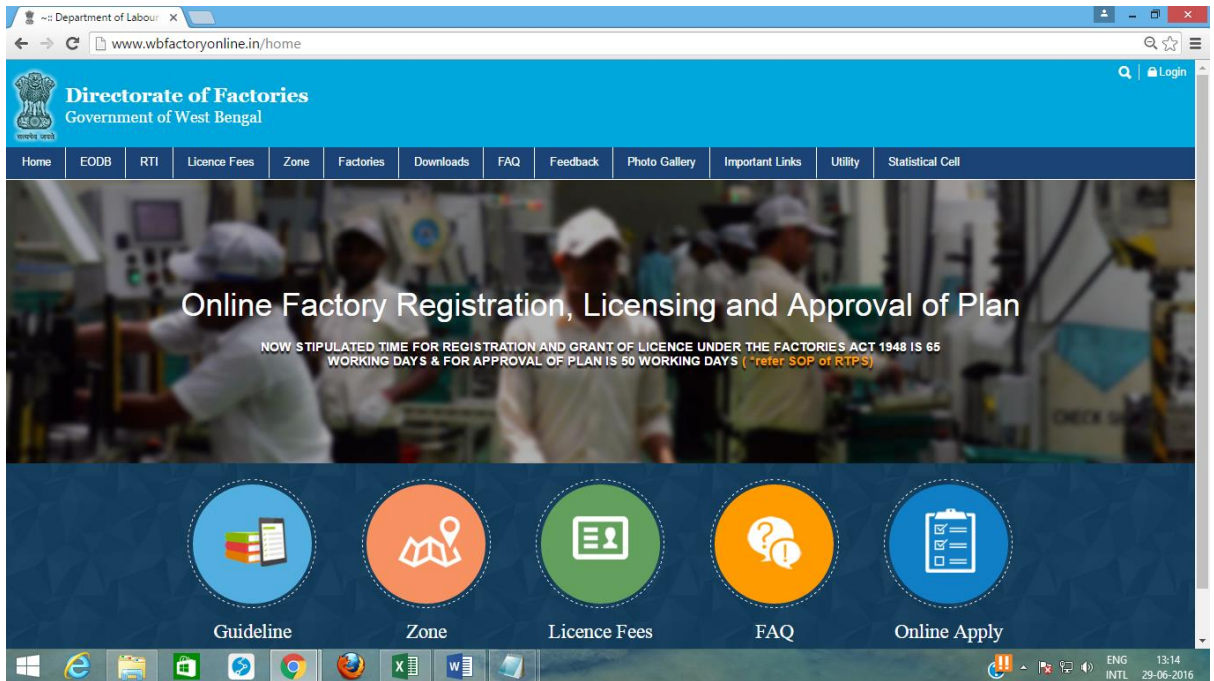 ~:: Department of Labour
www.wbfactoryonline.in/home
Login
सत्यमेव जयते
Directorate of Factories
Government of West Bengal
Home EODB RTI Licence Fees Zone Factories Downloads FAQ Feedback Photo Gallery Important Links Utility Statistical Cell
Online Factory Registration, Licensing and Approval of Plan
NOW STIPULATED TIME FOR REGISTRATION AND GRANT OF LICENCE UNDER THE FACTORIES ACT 1948 IS 65
WORKING DAYS & FOR APPROVAL OF PLAN IS 50 WORKING DAYS ( *refer SOP of RTPS)
Guideline Zone Licence Fees FAQ Online Apply
ENG 13:14
INTL 29-06-2016